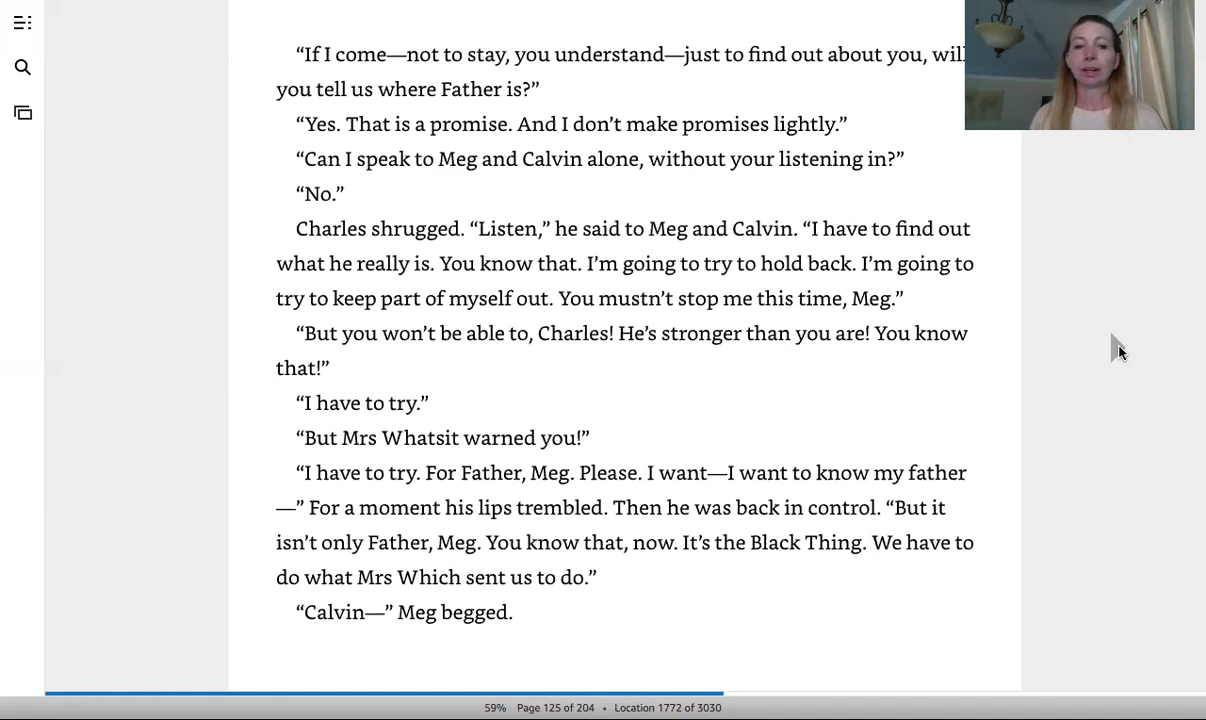 “If I come—not to stay, you understand—just to find out about you, will
you tell us where Father is?”
“Yes. That is a promise. And I don’t make promises lightly.”
“Can I speak to Meg and Calvin alone, without your listening in?”
“No.”
Charles shrugged. “Listen,” he said to Meg and Calvin. “I have to find out
what he really is. You know that. I’m going to try to hold back. I’m going to
try to keep part of myself out. You mustn’t stop me this time, Meg.”
“But you won’t be able to, Charles! He’s stronger than you are! You know
that!”
“I have to try.”
“But Mrs Whatsit warned you!”
“I have to try. For Father, Meg. Please. I want—I want to know my father
—” For a moment his lips trembled. Then he was back in control. “But it
isn’t only Father, Meg. You know that, now. It’s the Black Thing. We have to
do what Mrs Which sent us to do.”
“Calvin—” Meg begged.
59% Page 125 of 204 • Location 1772 of 3030